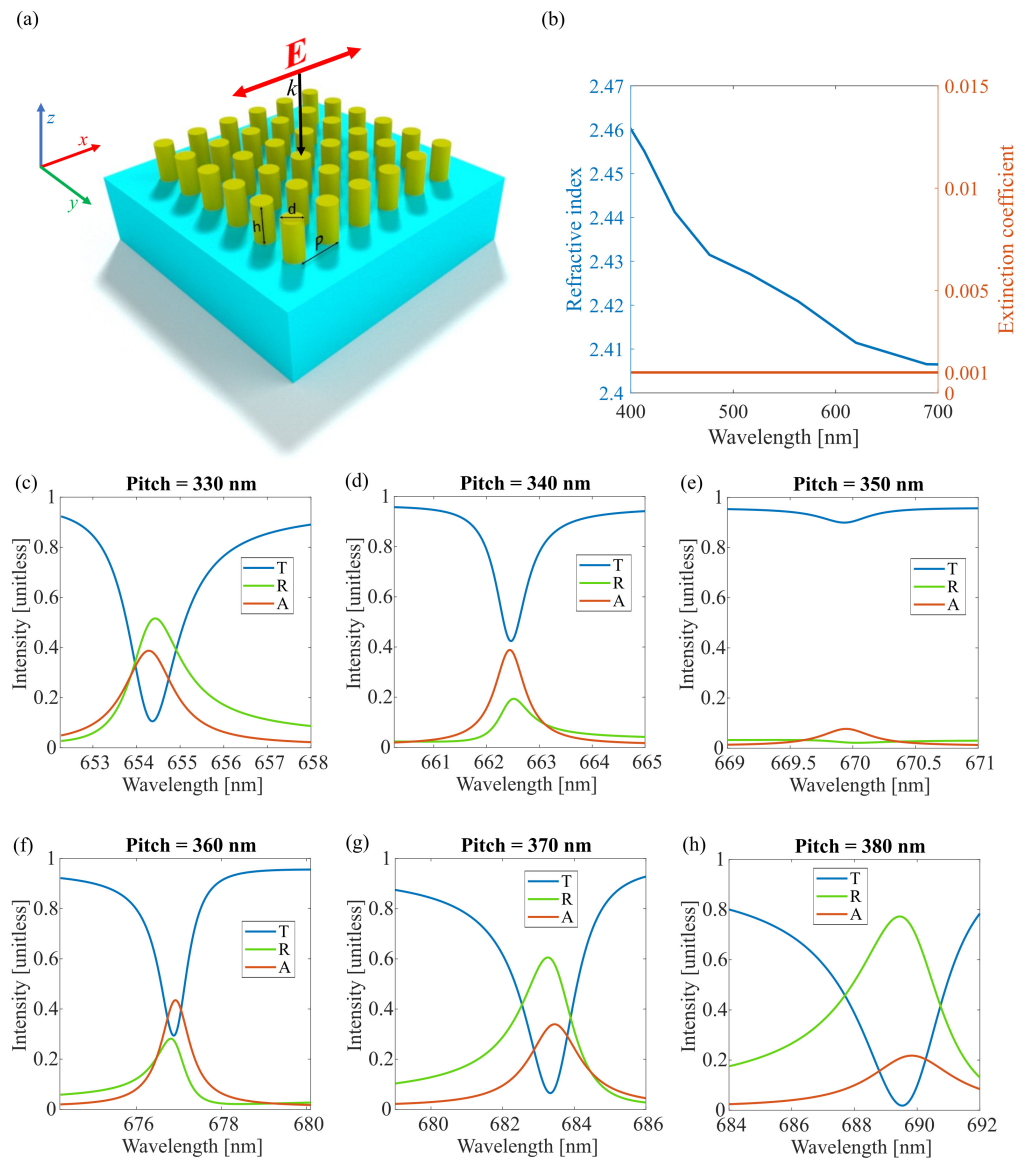 (a)
E
k
z
x
y
d
h
p
(b)
2.47
2.46
2.45
2.44
2.43
2.42
2.41
2.4
Refractive index
0.015
0.01
0.005
0.001
0
Extinction coefficient
400 500 600 700
Wavelength [nm]
(c)
Pitch = 330 nm
1
0.8
0.6
0.4
0.2
0
Intensity [unitless]
T
R
A
653 654 655 656 657 658
Wavelength [nm]
(d)
Pitch = 340 nm
1
0.8
0.6
0.4
0.2
0
Intensity [unitless]
T
R
A
661 662 663 664 665
Wavelength [nm]
(e)
Pitch = 350 nm
1
0.8
0.6
0.4
0.2
0
Intensity [unitless]
T
R
A
669 669.5 670 670.5 671
Wavelength [nm]
(f)
Pitch = 360 nm
1
0.8
0.6
0.4
0.2
0
Intensity [unitless]
T
R
A
676 678 680
Wavelength [nm]
(g)
Pitch = 370 nm
1
0.8
0.6
0.4
0.2
0
Intensity [unitless]
T
R
A
680 682 684 686
Wavelength [nm]
(h)
Pitch = 380 nm
1
0.8
0.6
0.4
0.2
0
Intensity [unitless]
T
R
A
684 686 688 690 692
Wavelength [nm]